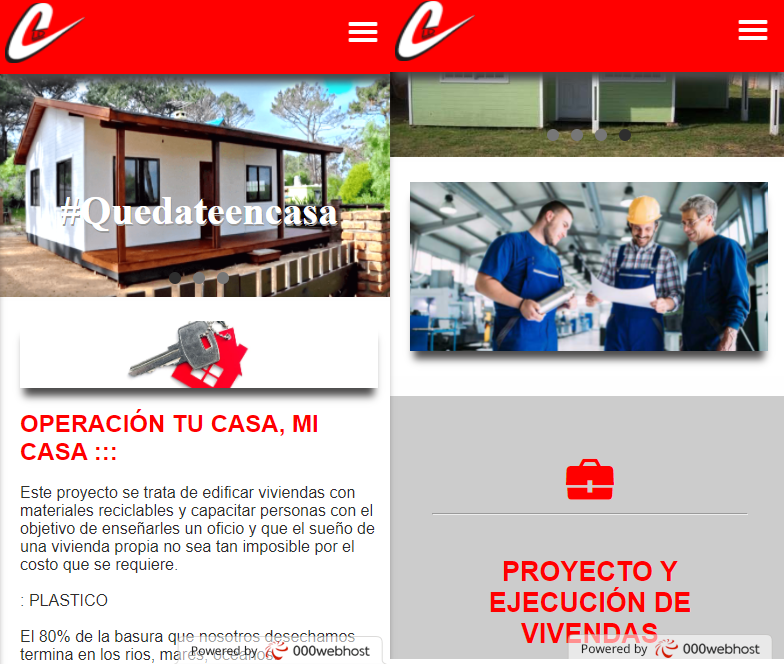 #Quedateencasa
OPERACIÓN TU CASA, MI
CASA :::
Este proyecto se trata de edificar viviendas con
materiales reciclables y capacitar personas con el
objetivo de enseñarles un oficio y que el sueño de
una vivienda propia no sea tan imposible por el
costo que se requiere.
: PLASTICO
El 80% de la basura que nosotros desechamos
termina en los rios, mares, océanos
Powered by 000webhost
PROYECTO Y
EJECUCIÓN DE
VIVIENDAS
Powered by 000webhost